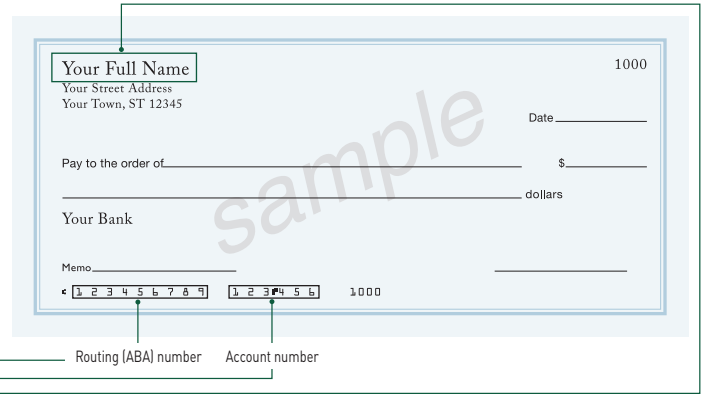 Your Full Name
1000
Your Street Address
Your Town, ST 12345
Date
Pay to the order of
$
dollars
sample
Your Bank
Memo
⑆ 1 2 3 4 5 6 7 8 9 1 2 3⑈4 5 6 1000
Routing (ABA) number Account number